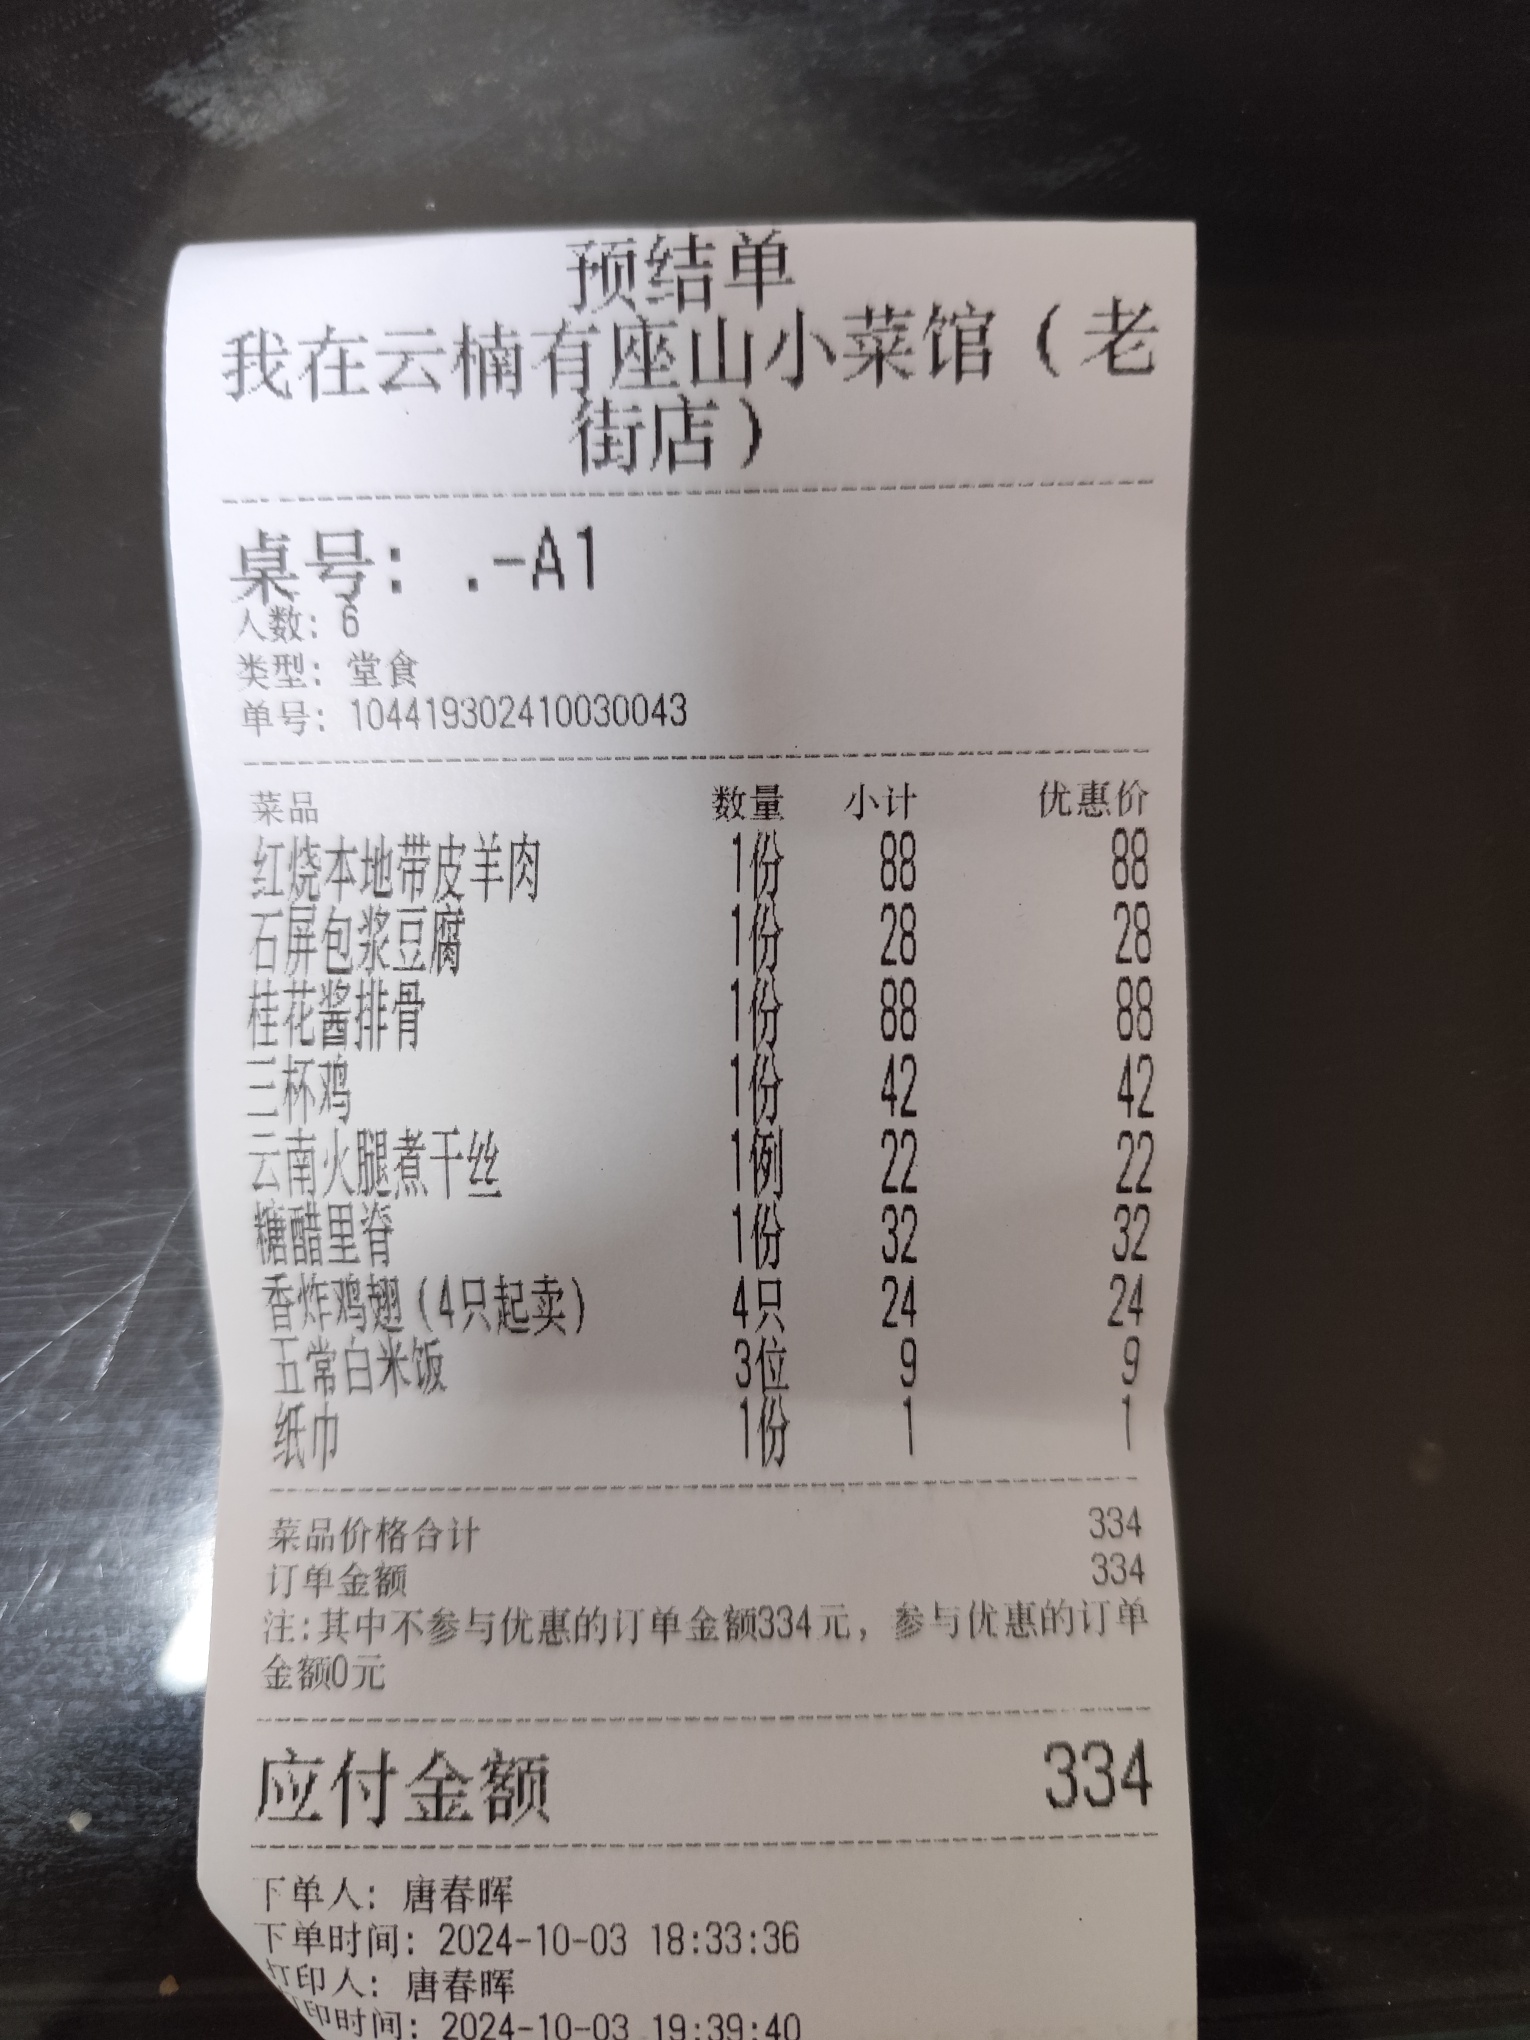 预结单
我在云楠有座山小菜馆（老
街店）
桌号： .-A1
人数：6
类型：堂食
单号：104419302410030043
菜品 数量 小计 优惠价
红烧本地带皮羊肉 1份 88 88
石屏包浆豆腐 1份 28 28
桂花酱排骨 1份 88 88
三杯鸡 1份 42 42
云南火腿煮干丝 1例 22 22
糖醋里脊 1份 32 32
香炸鸡翅（4只起卖） 4只 24 24
五常白米饭 3位 9 9
纸巾 1份 1 1
菜品价格合计 334
订单金额 334
注:其中不参与优惠的订单金额334元，参与优惠的订单
金额0元
应付金额 334
下单人：唐春晖
下单时间：2024-10-03 18:33:36
打印人：唐春晖
印时间：2024-10-03 19:39:40